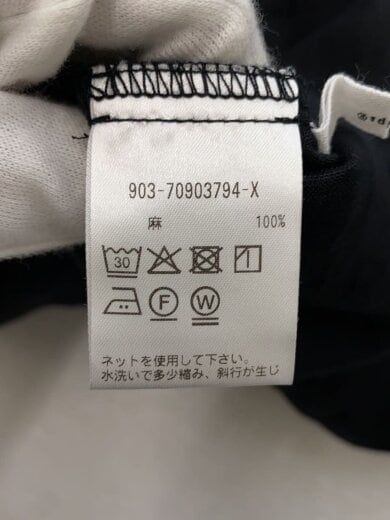 903-70903794-X
麻 100%
30
F W
ネットを使用して下さい。
水洗いで多少縮み、斜行が生じ